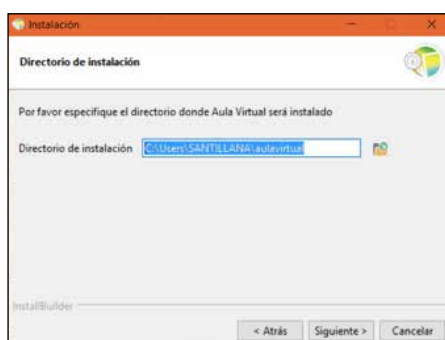 Instalación
Directorio de instalación
Por favor especifique el directorio donde Aula Virtual será instalado
Directorio de instalación C:\Users\SANTILLANA\aulavirtual
InstallBuilder
< Atrás Siguiente > Cancelar